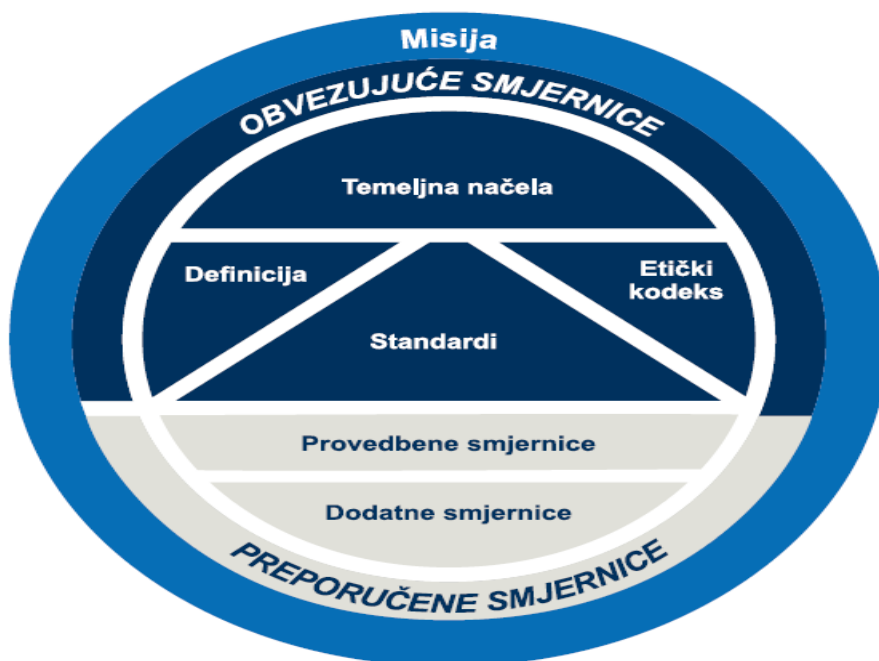 Misija
OBVEZUJUĆE SMJERNICE
Temeljna načela
Definicija
Etički
kodeks
Standardi
Provedbene smjernice
Dodatne smjernice
PREPORUČENE SMJERNICE